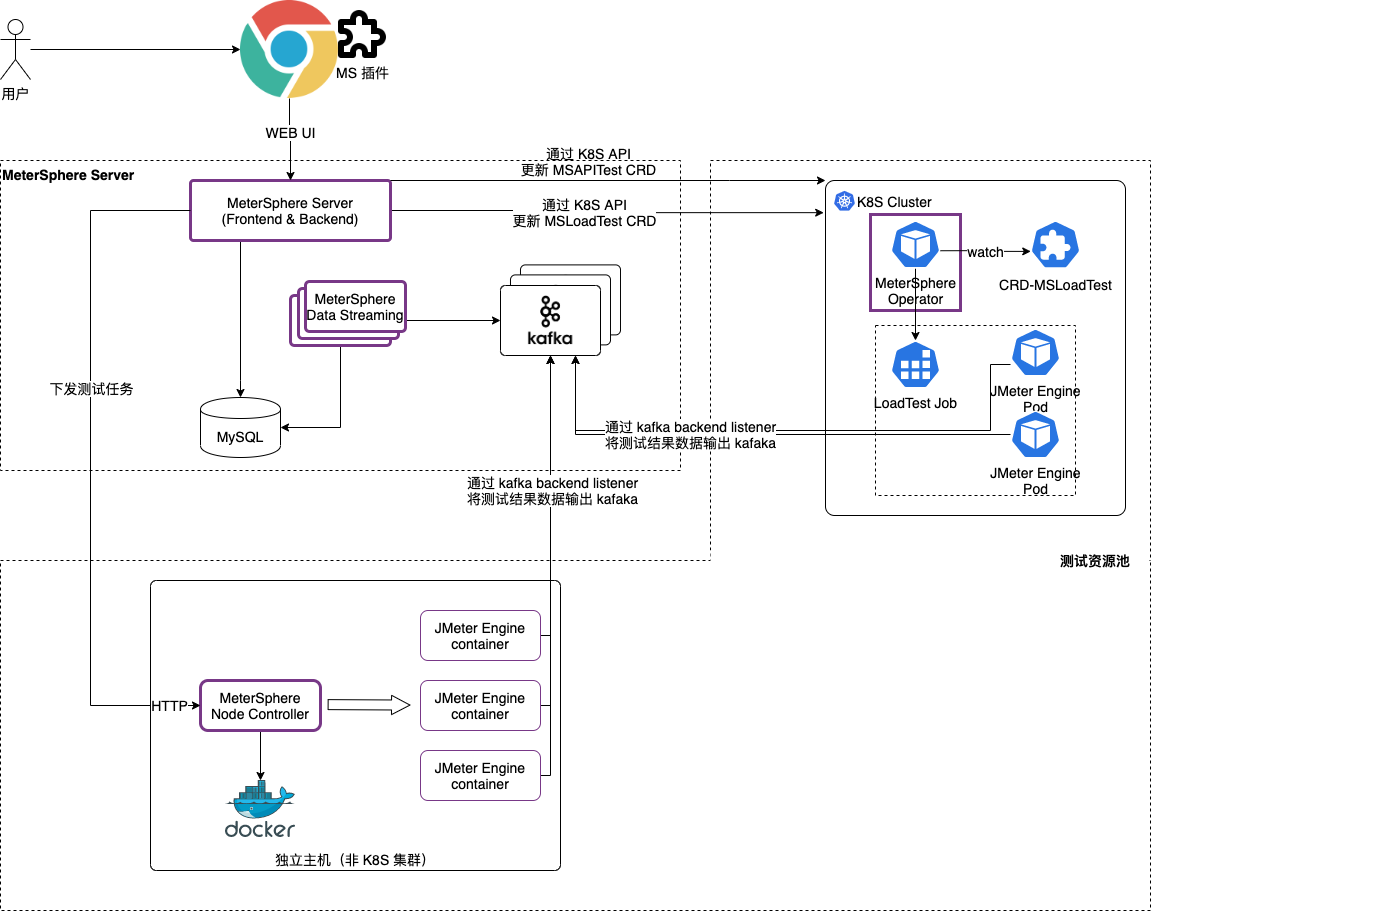 用户
MS 插件
WEB UI
MeterSphere Server
MeterSphere Server
(Frontend & Backend)
通过 K8S API
更新 MSAPITest CRD
通过 K8S API
更新 MSLoadTest CRD
K8S Cluster
MeterSphere
Operator
watch
CRD-MSLoadTest
MeterSphere
Data Streaming
kafka
LoadTest Job
JMeter Engine
Pod
JMeter Engine
Pod
下发测试任务
MySQL
通过 kafka backend listener
将测试结果数据输出 kafaka
通过 kafka backend listener
将测试结果数据输出 kafaka
测试资源池
JMeter Engine
container
JMeter Engine
container
JMeter Engine
container
HTTP
MeterSphere
Node Controller
docker
独立主机（非 K8S 集群）